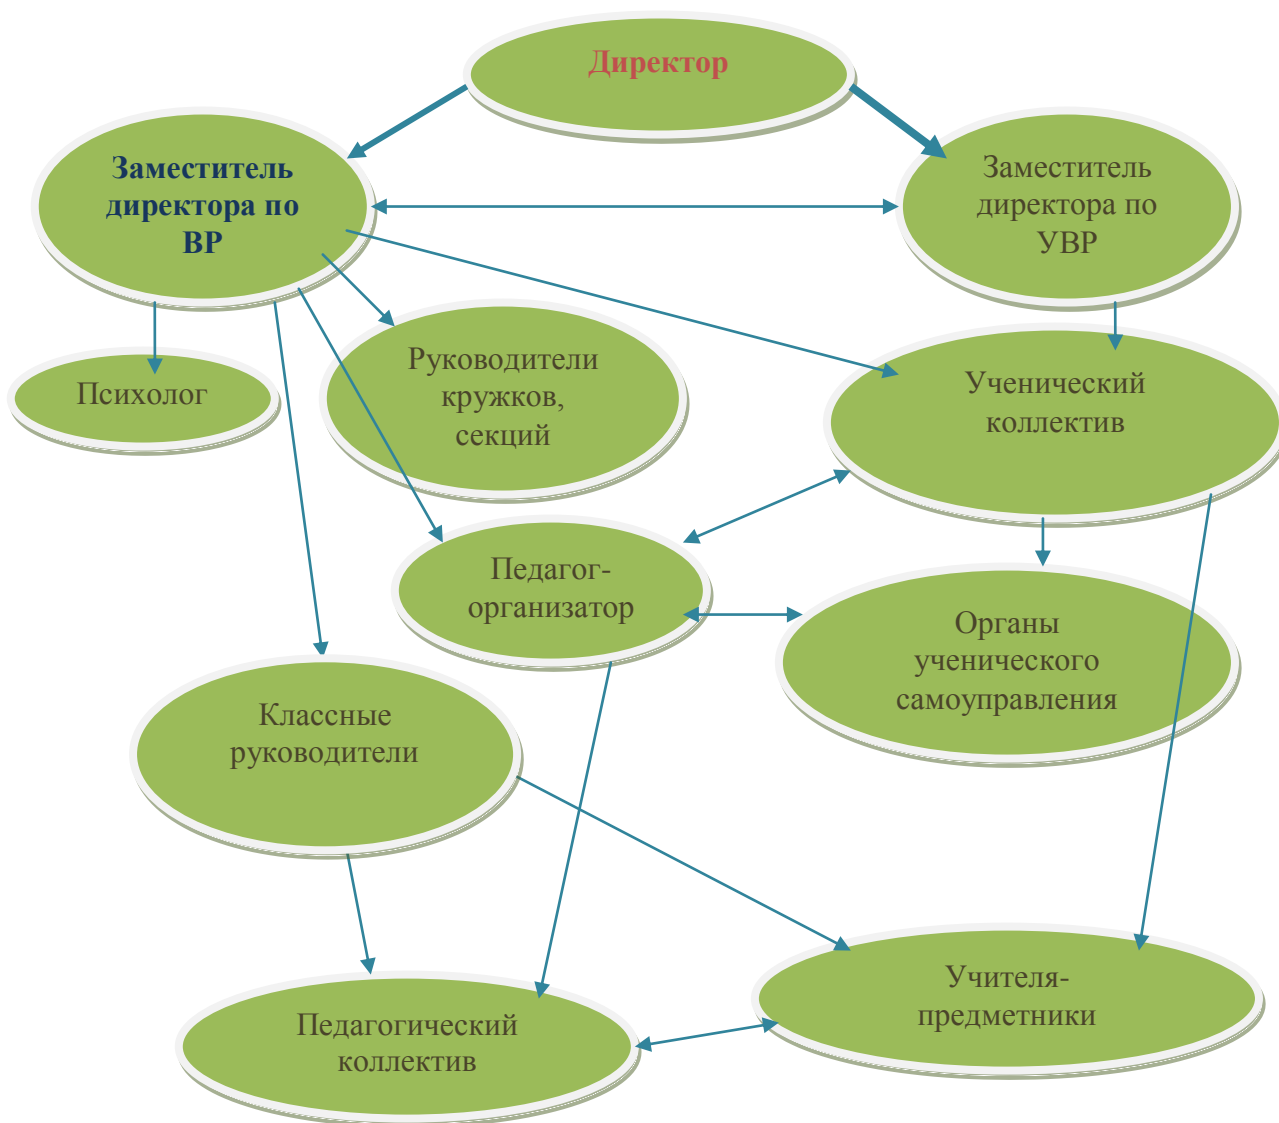 Директор
Заместитель
директора по
ВР
Заместитель
директора по
УВР
Психолог
Руководители
кружков,
секций
Ученический
коллектив
Педагог-
организатор
Органы
ученического
самоуправления
Классные
руководители
Педагогический
коллектив
Учителя-
предметники